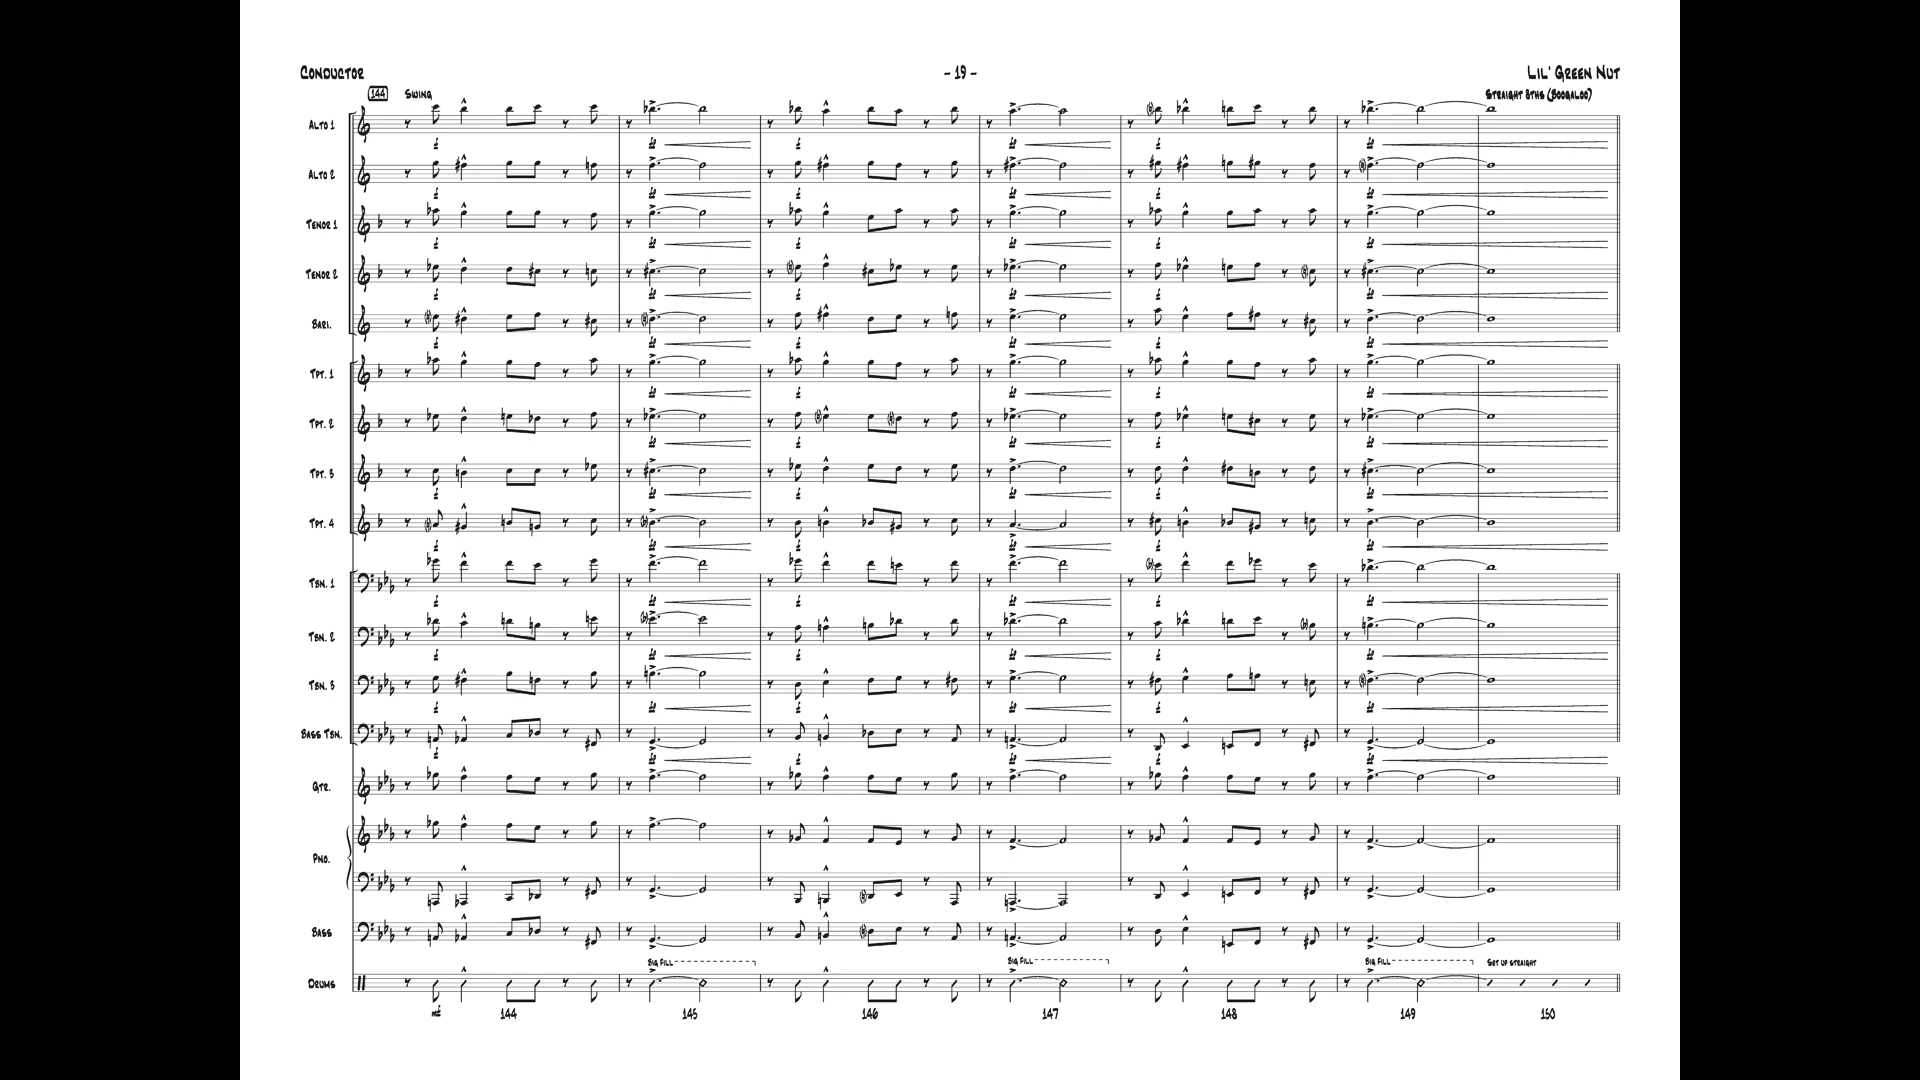 CONDUCTOR
- 19 -
LIL' GREEN NUT
144
SWING
STRAIGHT 8THS (BOOGALOO)
ALTO 1
ALTO 2
TENOR 1
TENOR 2
BARI.
TPT. 1
TPT. 2
TPT. 3
TPT. 4
TBN. 1
TBN. 2
TBN. 3
BASS TBN.
GTR.
PNO.
BASS
BIG FILL
BIG FILL
BIG FILL
SET UP STRAIGHT
DRUMS
mf
144
145
146
147
148
149
150